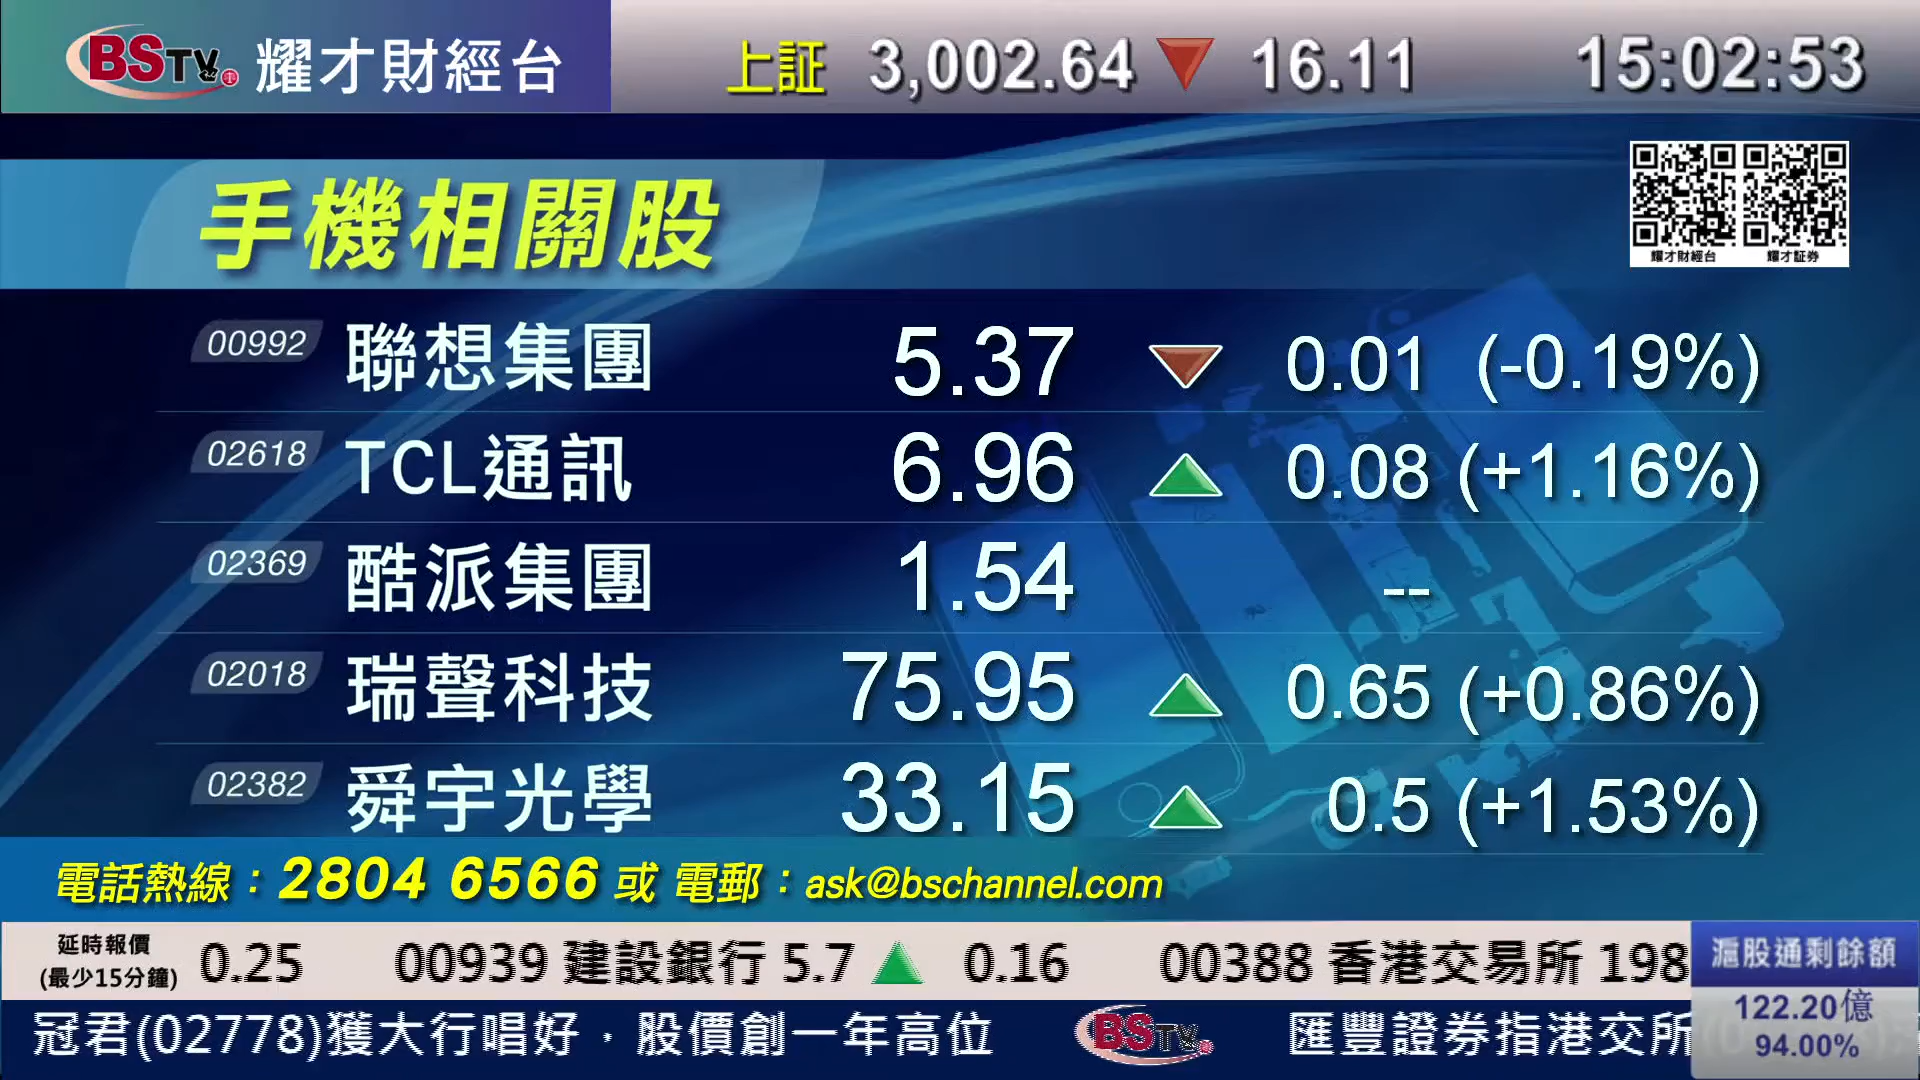 BSTV 耀才財經台 上証 3,002.64 ▼ 16.11 15:02:53
手機相關股
耀才財經台 耀才証券
00992 聯想集團 5.37 ▼ 0.01 (-0.19%)
02618 TCL通訊 6.96 ▲ 0.08 (+1.16%)
02369 酷派集團 1.54 --
02018 瑞聲科技 75.95 ▲ 0.65 (+0.86%)
02382 舜宇光學 33.15 ▲ 0.5 (+1.53%)
電話熱線：2804 6566 或 電郵：ask@bschannel.com
延時報價
(最少15分鐘)
0.25 00939 建設銀行 5.7 ▲ 0.16 00388 香港交易所 198
滬股通剩餘額
122.20億
94.00%
冠君(02778)獲大行唱好，股價創一年高位 BSTV 匯豐證券指港交所